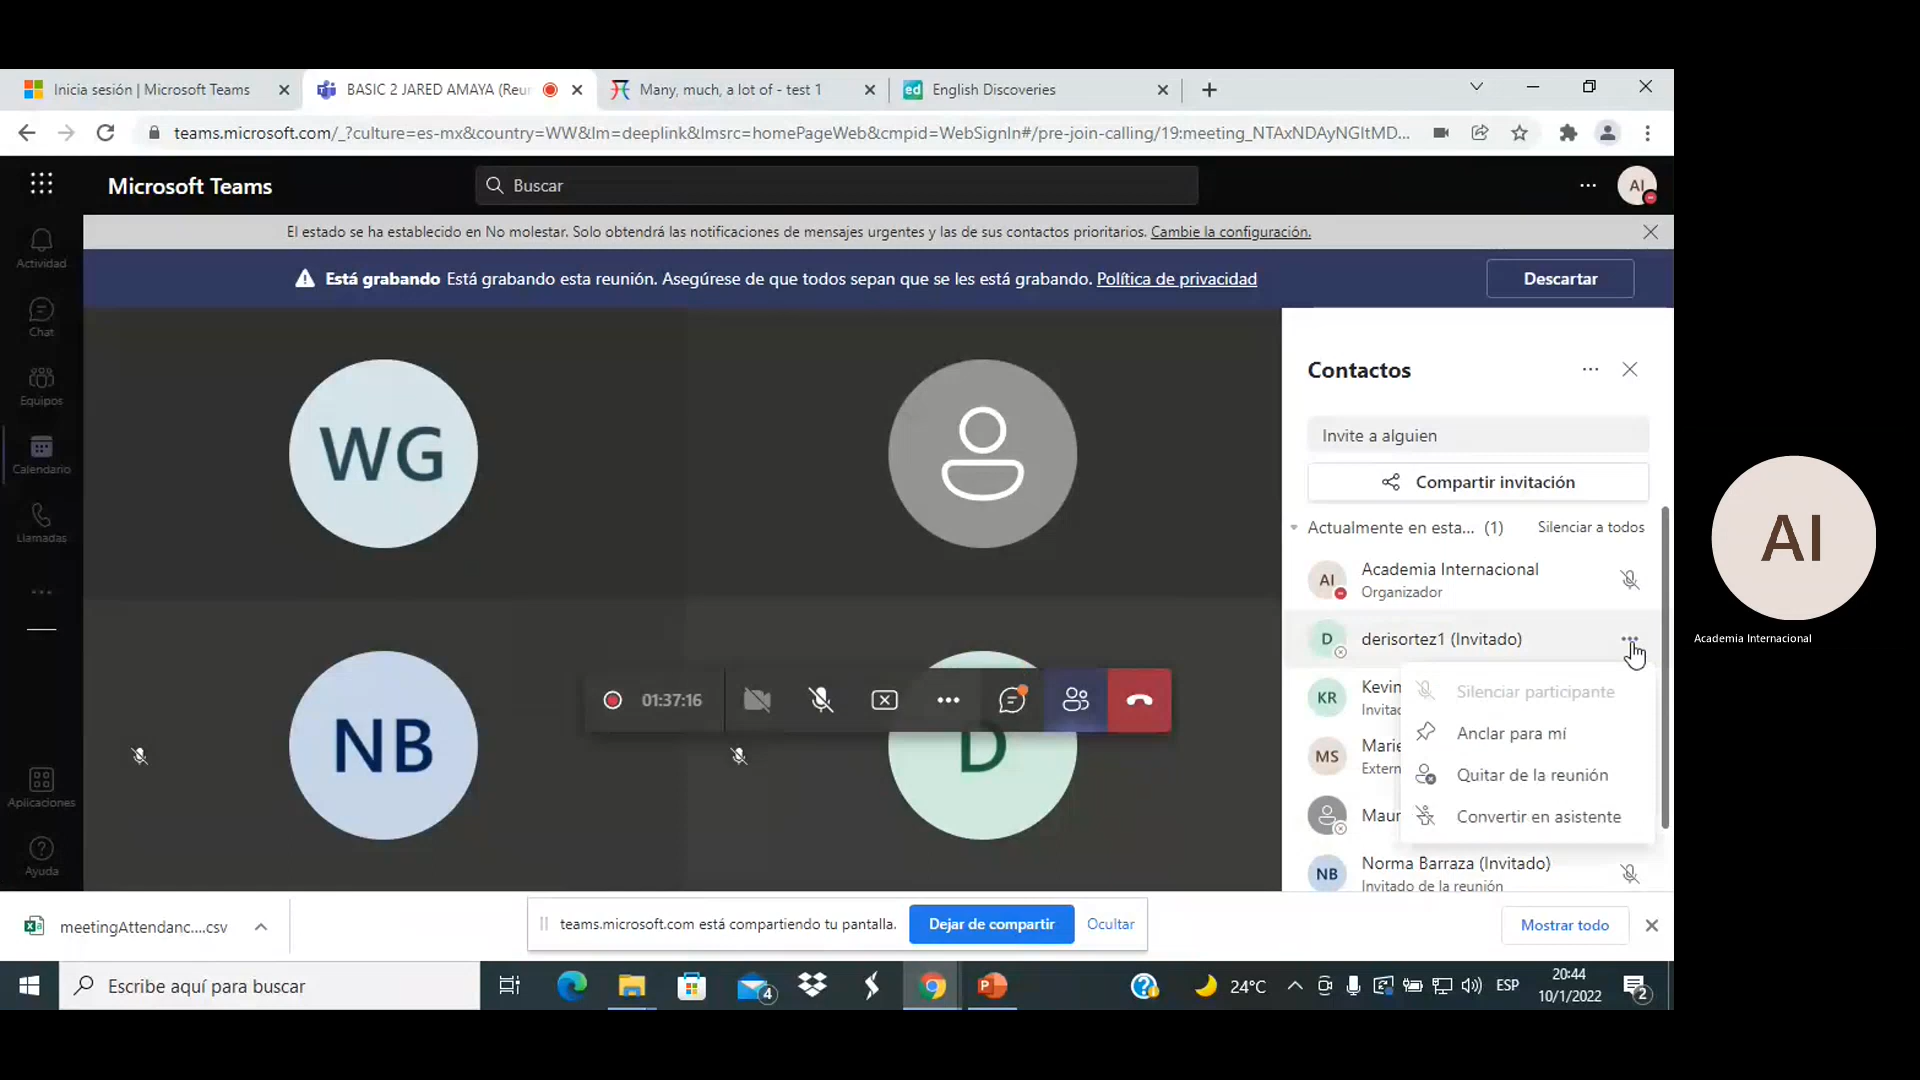 Inicia sesión | Microsoft Teams
BASIC 2 JARED AMAYA (Reun
Many, much, a lot of - test 1
ed English Discoveries
teams.microsoft.com/_?culture=es-mx&country=WW&lm=deeplink&lmsrc=homePageWeb&cmpid=WebSignIn#/pre-join-calling/19:meeting_NTAxNDAyNGItMD...
Microsoft Teams
Buscar
AI
El estado se ha establecido en No molestar. Solo obtendrá las notificaciones de mensajes urgentes y las de sus contactos prioritarios. Cambie la configuración.
Está grabando Está grabando esta reunión. Asegúrese de que todos sepan que se les está grabando. Política de privacidad
Descartar
Actividad
Chat
Equipos
Calendario
Llamadas
Aplicaciones
Ayuda
WG
NB
D
01:37:16
Contactos
Invite a alguien
Compartir invitación
Actualmente en esta... (1)
Silenciar a todos
AI Academia Internacional
Organizador
D derisortez1 (Invitado)
Silenciar participante
Anclar para mí
Quitar de la reunión
Convertir en asistente
KR Kevin
Invitad
MS Marie
Extern
Maur
NB Norma Barraza (Invitado)
Invitado de la reunión
AI
Academia Internacional
meetingAttendanc....csv
teams.microsoft.com está compartiendo tu pantalla.
Dejar de compartir
Ocultar
Mostrar todo
Escribe aquí para buscar
4
24°C
ESP
20:44
10/1/2022
2